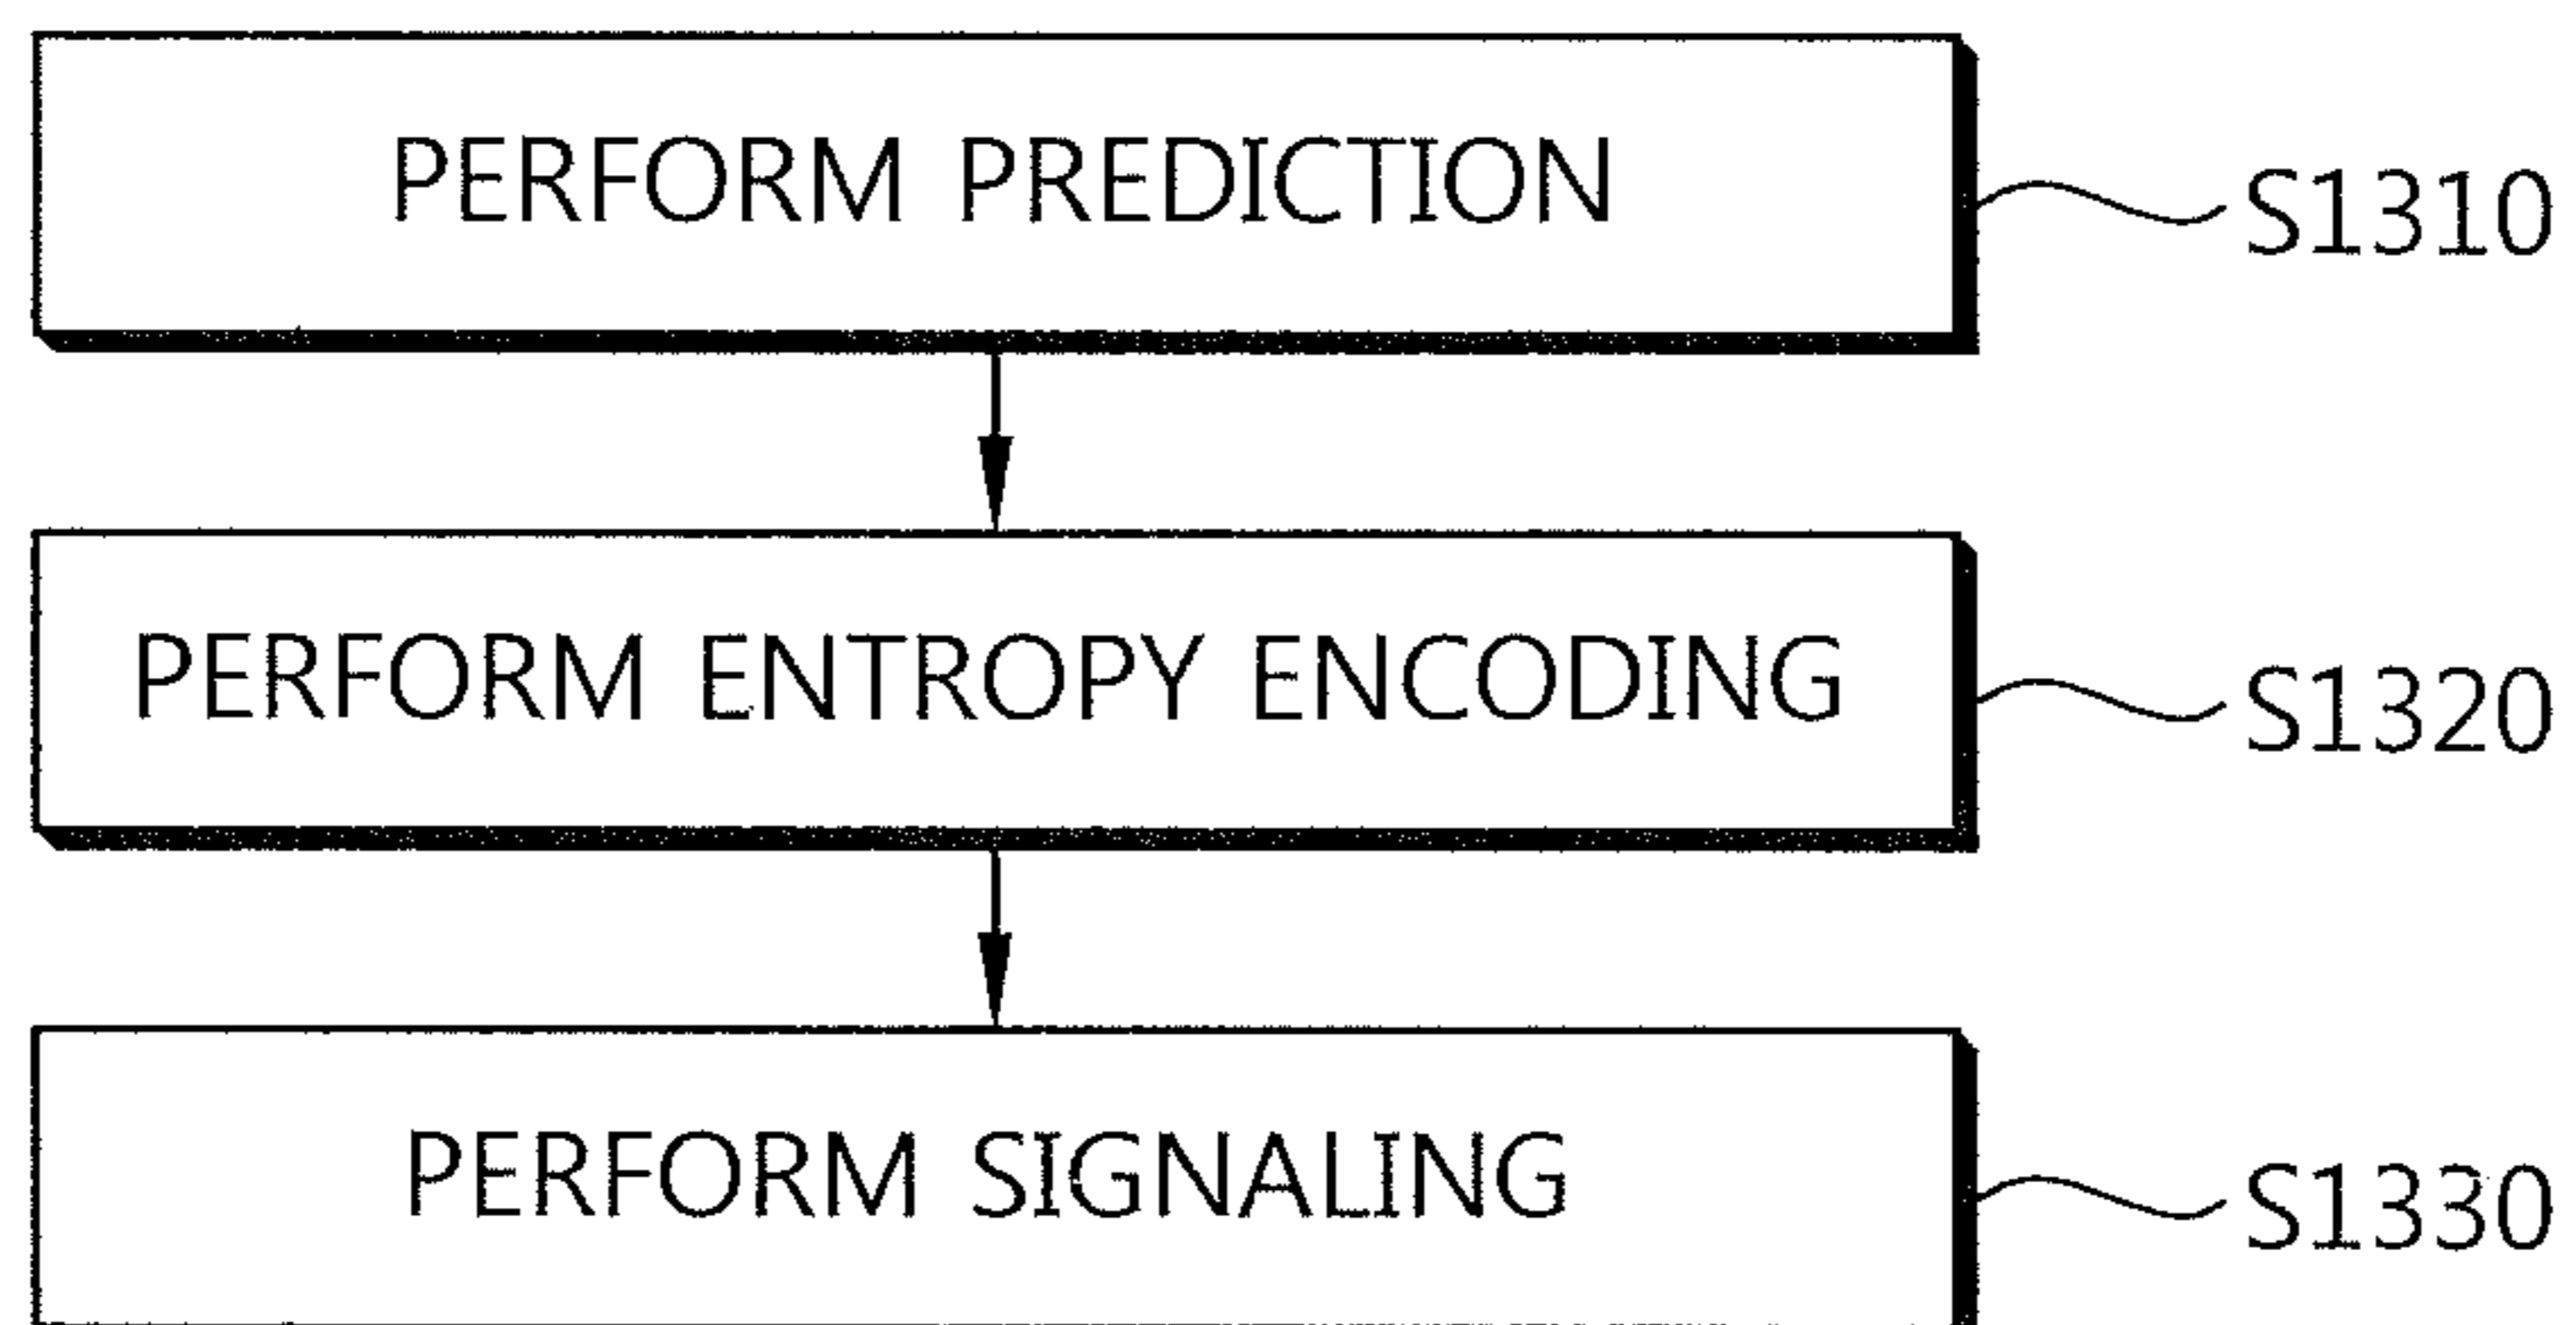 PERFORM PREDICTION
S1310
PERFORM ENTROPY ENCODING
S1320
PERFORM SIGNALING
S1330